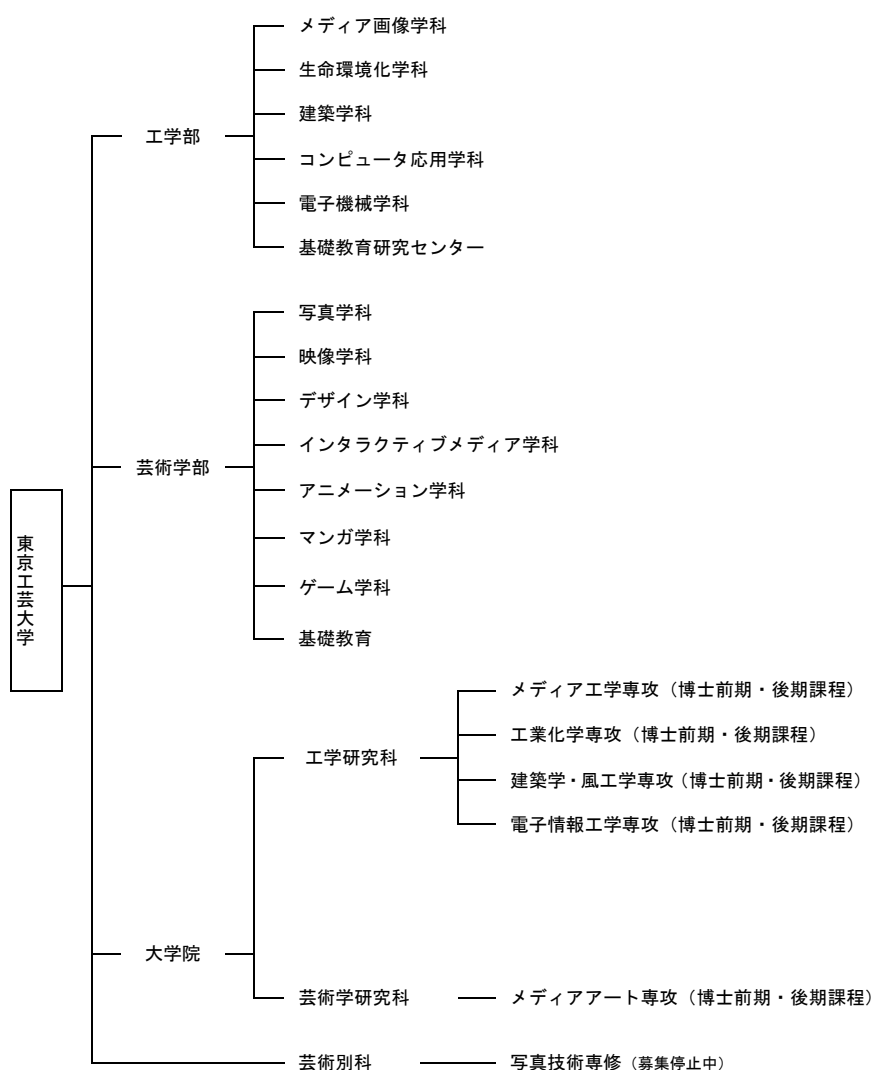 東京工芸大学
工学部
メディア画像学科
生命環境化学科
建築学科
コンピュータ応用学科
電子機械学科
基礎教育研究センター
芸術学部
写真学科
映像学科
デザイン学科
インタラクティブメディア学科
アニメーション学科
マンガ学科
ゲーム学科
基礎教育
大学院
工学研究科
メディア工学専攻（博士前期・後期課程）
工業化学専攻（博士前期・後期課程）
建築学・風工学専攻（博士前期・後期課程）
電子情報工学専攻（博士前期・後期課程）
芸術学研究科
メディアアート専攻（博士前期・後期課程）
芸術別科
写真技術専修（募集停止中）